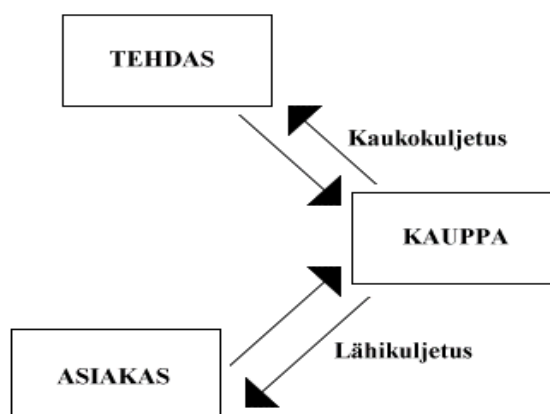 TEHDAS
Kaukokuljetus
KAUPPA
Lähikuljetus
ASIAKAS